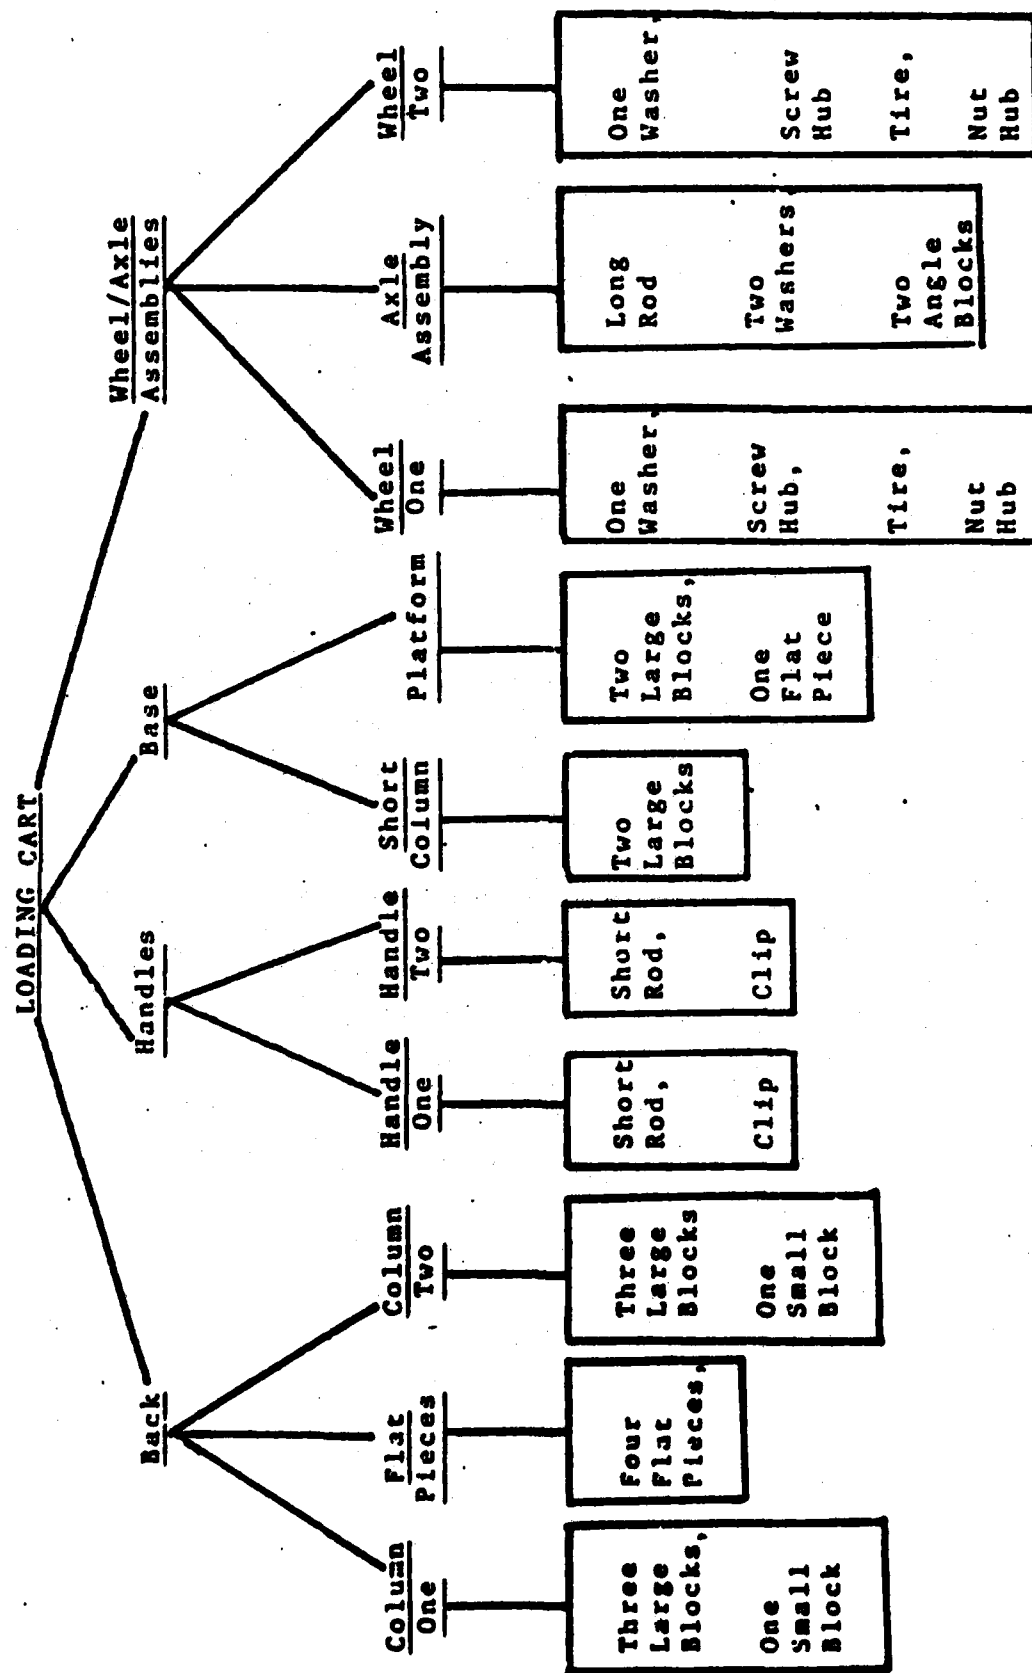 LOADING CART
Back
Handles
Base
Wheel/Axle
Assemblies
Column
One
Flat
Pieces
Column
Two
Handle
One
Handle
Two
Short
Column
Platform
Wheel
One
Axle
Assembly
Wheel
Two
Three
Large
Blocks,
One
Small
Block
Four
Flat
Pieces,
Three
Large
Blocks
One
Small
Block
Short
Rod,
Clip
Short
Rod,
Clip
Two
Large
Blocks
Two
Large
Blocks,
One
Flat
Piece
One
Washer,
Screw
Hub,
Tire,
Nut
Hub
Long
Rod
Two
Washers
Two
Angle
Blocks
One
Washer,
Screw
Hub
Tire,
Nut
Hub